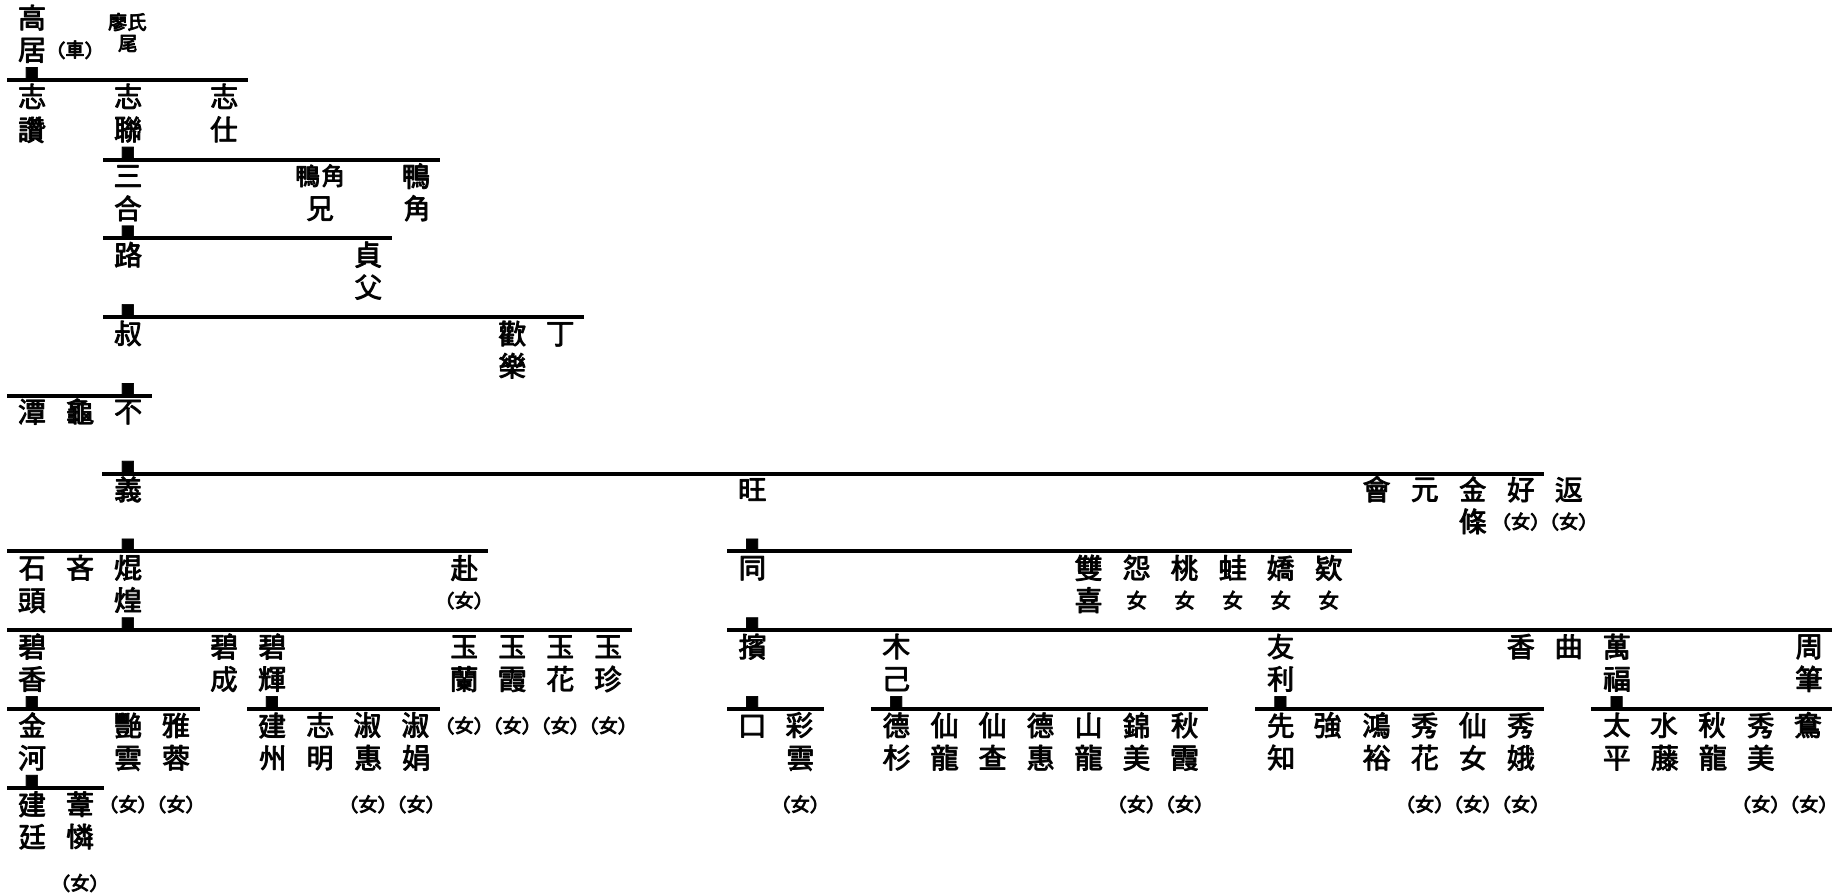 高居 （車） 廖氏尾
志讚 志聯 志仕
三合 鴨角兄 鴨角
路 貞父
叔 歡樂 丁
潭 龜 不
義 旺 會 元 金條 好（女） 返（女）
石頭 吝 焜煌 赴（女） 同 雙喜 怨女 桃女 蛙女 嬌女 欵女
碧香 碧成 碧輝 玉蘭（女） 玉霞（女） 玉花（女） 玉珍（女） 擯 木己 友利 香 曲 萬福 周筆
金河 艷雲（女） 雅蓉（女） 建州 志明 淑惠（女） 淑娟（女） 口 彩雲（女） 德杉 仙龍 仙查 德惠 山龍 錦美（女） 秋霞（女） 先知 強 鴻裕 秀花（女） 仙女（女） 秀娥（女） 太平 水藤 秋龍 秀美（女） 鴦（女）
建廷 葦憐（女）